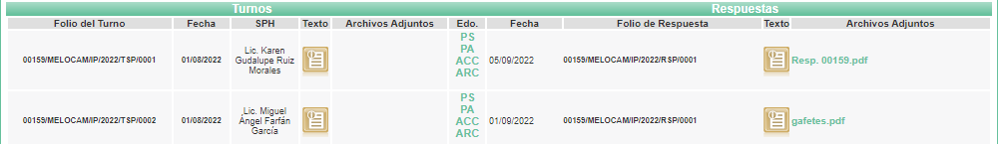 Turnos Respuestas
Folio del Turno Fecha SPH Texto Archivos Adjuntos Edo. Fecha Folio de Respuesta Texto Archivos Adjuntos
00159/MELOCAM/IP/2022/TSP/0001 01/08/2022 Lic. Karen Gudalupe Ruiz Morales PS PA ACC ARC 05/09/2022 00159/MELOCAM/IP/2022/RSP/0001 Resp. 00159.pdf
00159/MELOCAM/IP/2022/TSP/0002 01/08/2022 Lic. Miguel Ángel Farfán García PS PA ACC ARC 01/09/2022 00159/MELOCAM/IP/2022/RSP/0001 gafetes.pdf